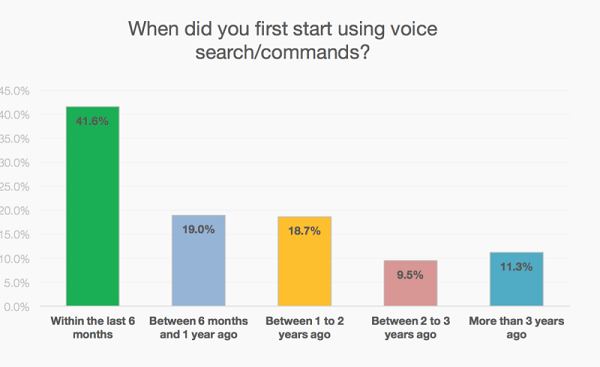 When did you first start using voice
search/commands?
45.0%
40.0%
35.0%
30.0%
25.0%
20.0%
15.0%
10.0%
5.0%
0.0%
41.6%
19.0%
18.7%
9.5%
11.3%
Within the last 6
months
Between 6 months
and 1 year ago
Between 1 to 2
years ago
Between 2 to 3
years ago
More than 3 years
ago